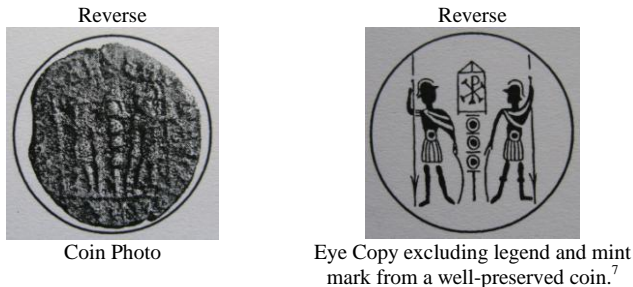 Reverse
Reverse
Coin Photo
Eye Copy excluding legend and mint
mark from a well-preserved coin.7